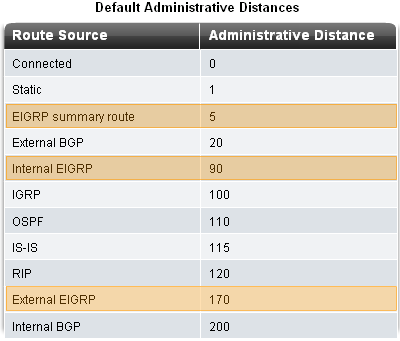 Default Administrative Distances
Route Source Administrative Distance
Connected 0
Static 1
EIGRP summary route 5
External BGP 20
Internal EIGRP 90
IGRP 100
OSPF 110
IS-IS 115
RIP 120
External EIGRP 170
Internal BGP 200